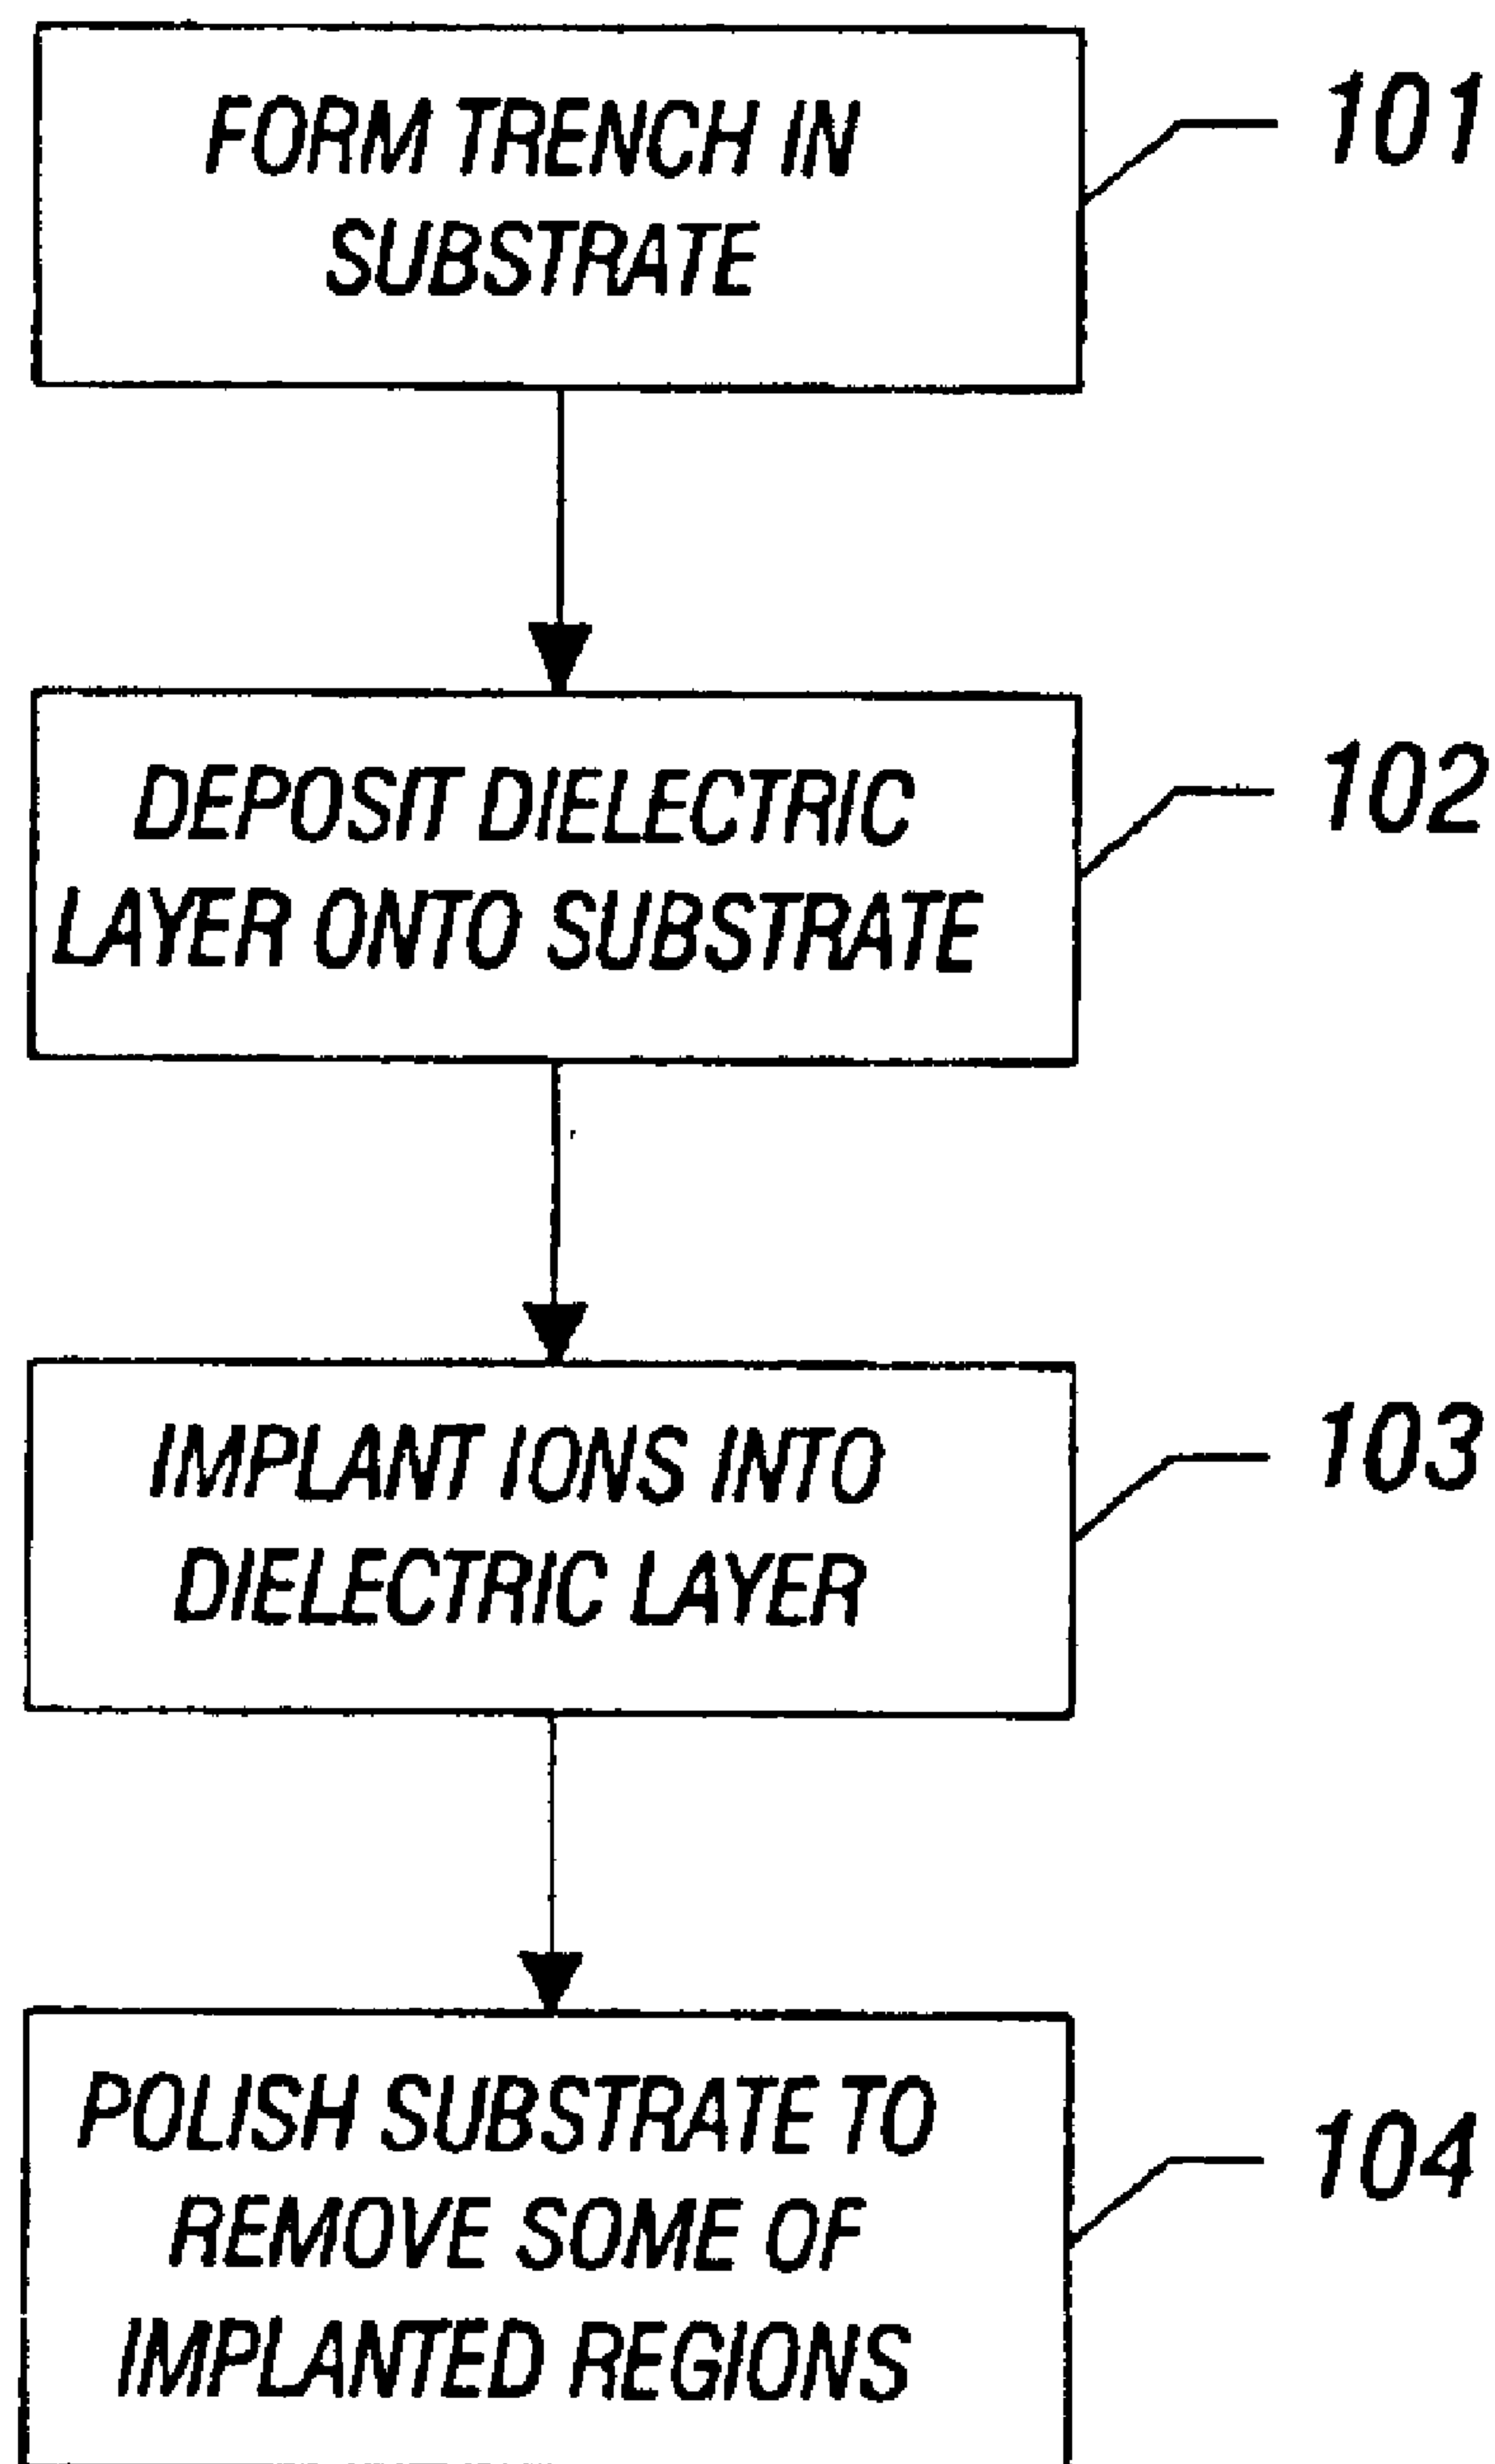 FORM TRENCH IN
SUBSTRATE
101
DEPOSIT DIELECTRIC
LAYER ONTO SUBSTRATE
102
IMPLANT IONS INTO
DIELECTRIC LAYER
103
POLISH SUBSTRATE TO
REMOVE SOME OF
IMPLANTED REGIONS
104